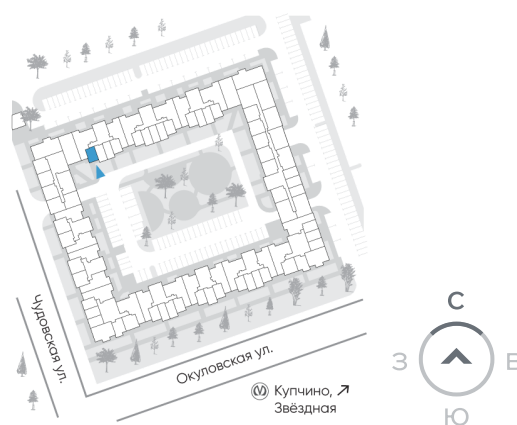 С
З
В
Ю
Чудовская ул.
Окуловская ул.
Купчино, ↗
Звёздная